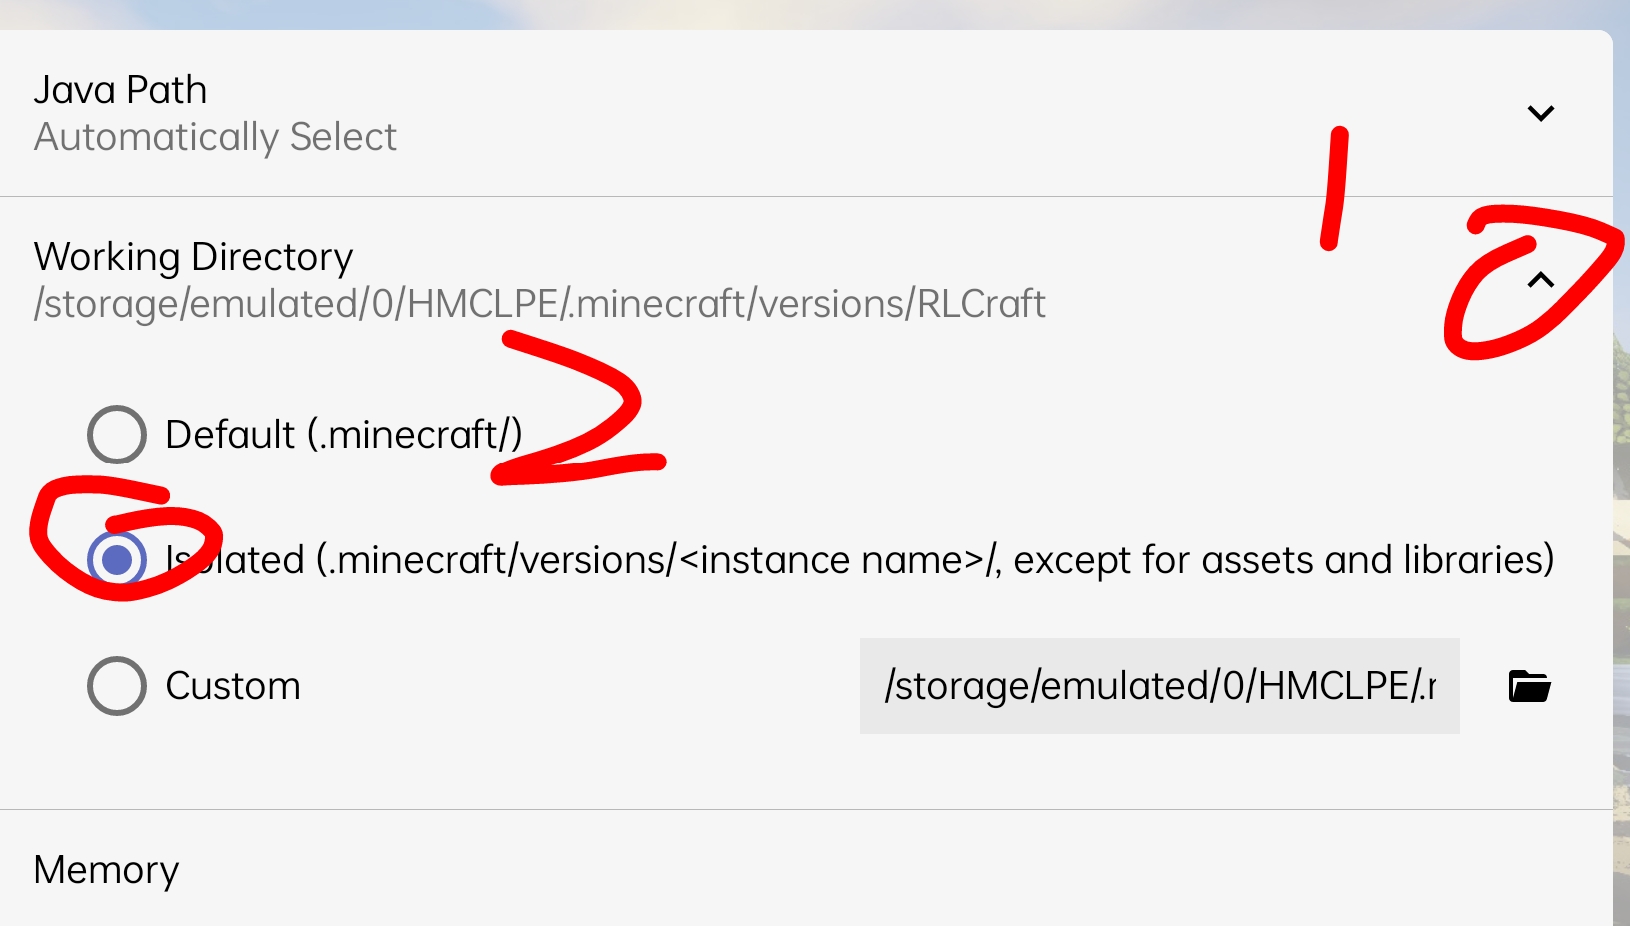 Java Path
Automatically Select
1
Working Directory
/storage/emulated/0/HMCLPE/.minecraft/versions/RLCraft
2
Default (.minecraft/)
Isolated (.minecraft/versions/<instance name>/, except for assets and libraries)
Custom
/storage/emulated/0/HMCLPE/.r
Memory